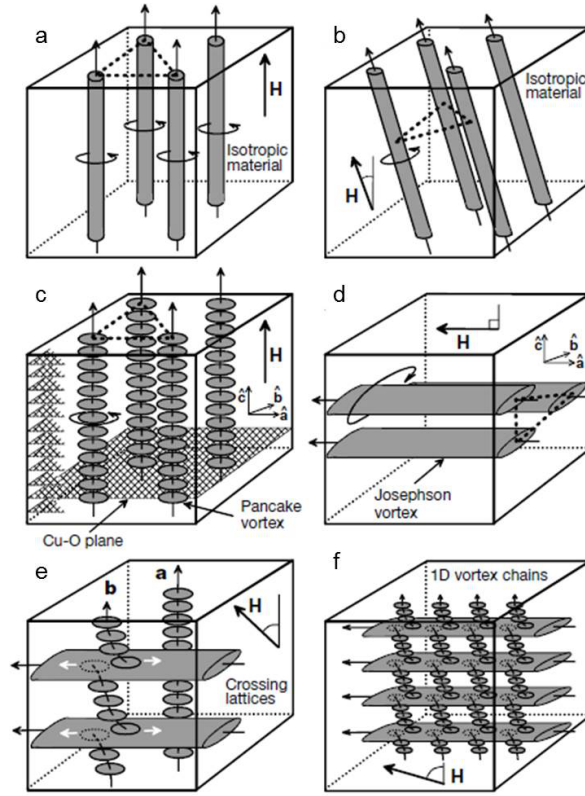 a
H
Isotropic
material
b
Isotropic
material
H
c
H
ĉ
b̂
â
Cu-O plane
Pancake
vortex
d
H
ĉ
b̂
â
Josephson
vortex
e
b
a
H
Crossing
lattices
f
1D vortex chains
H